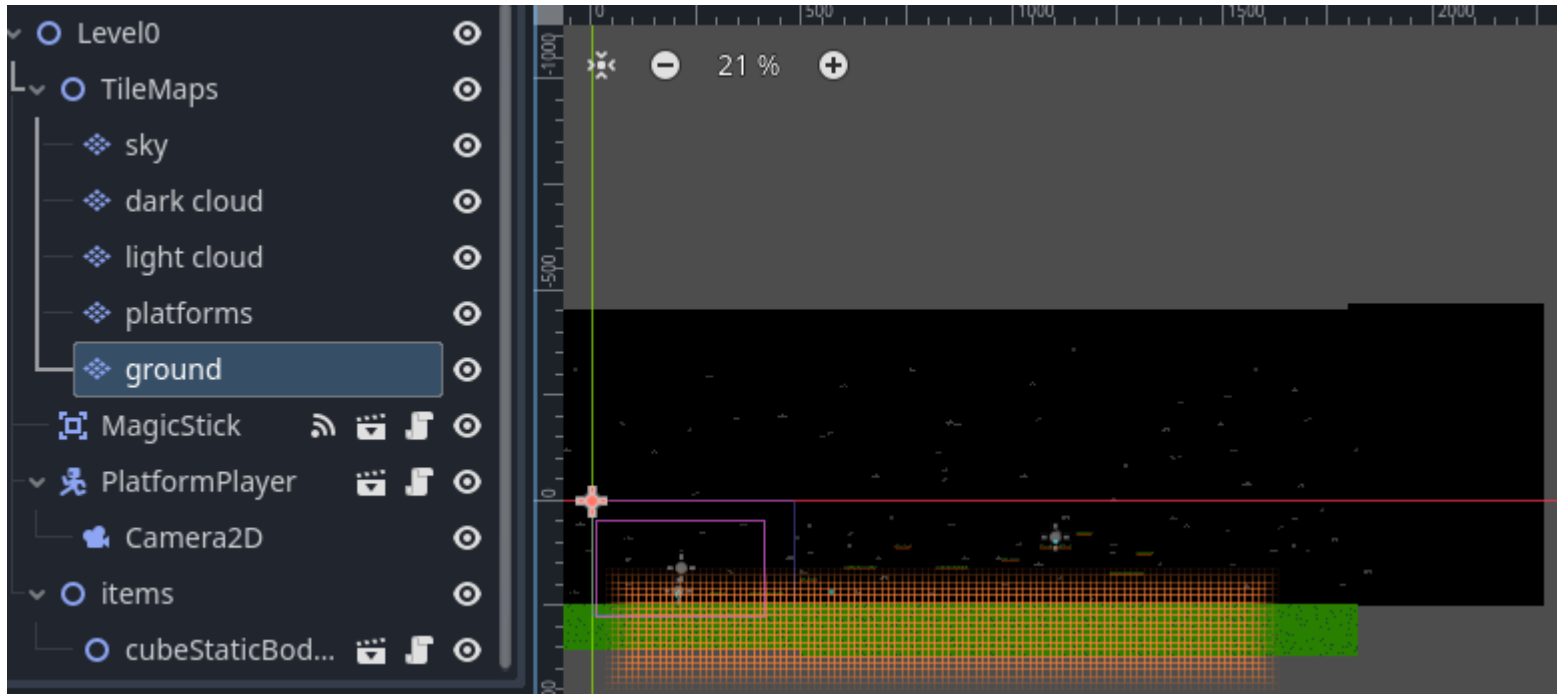 Level0
TileMaps
sky
dark cloud
light cloud
platforms
ground
MagicStick
PlatformPlayer
Camera2D
items
cubeStaticBod...
0
500
1000
1500
2000
21 %
-1000
-500
0